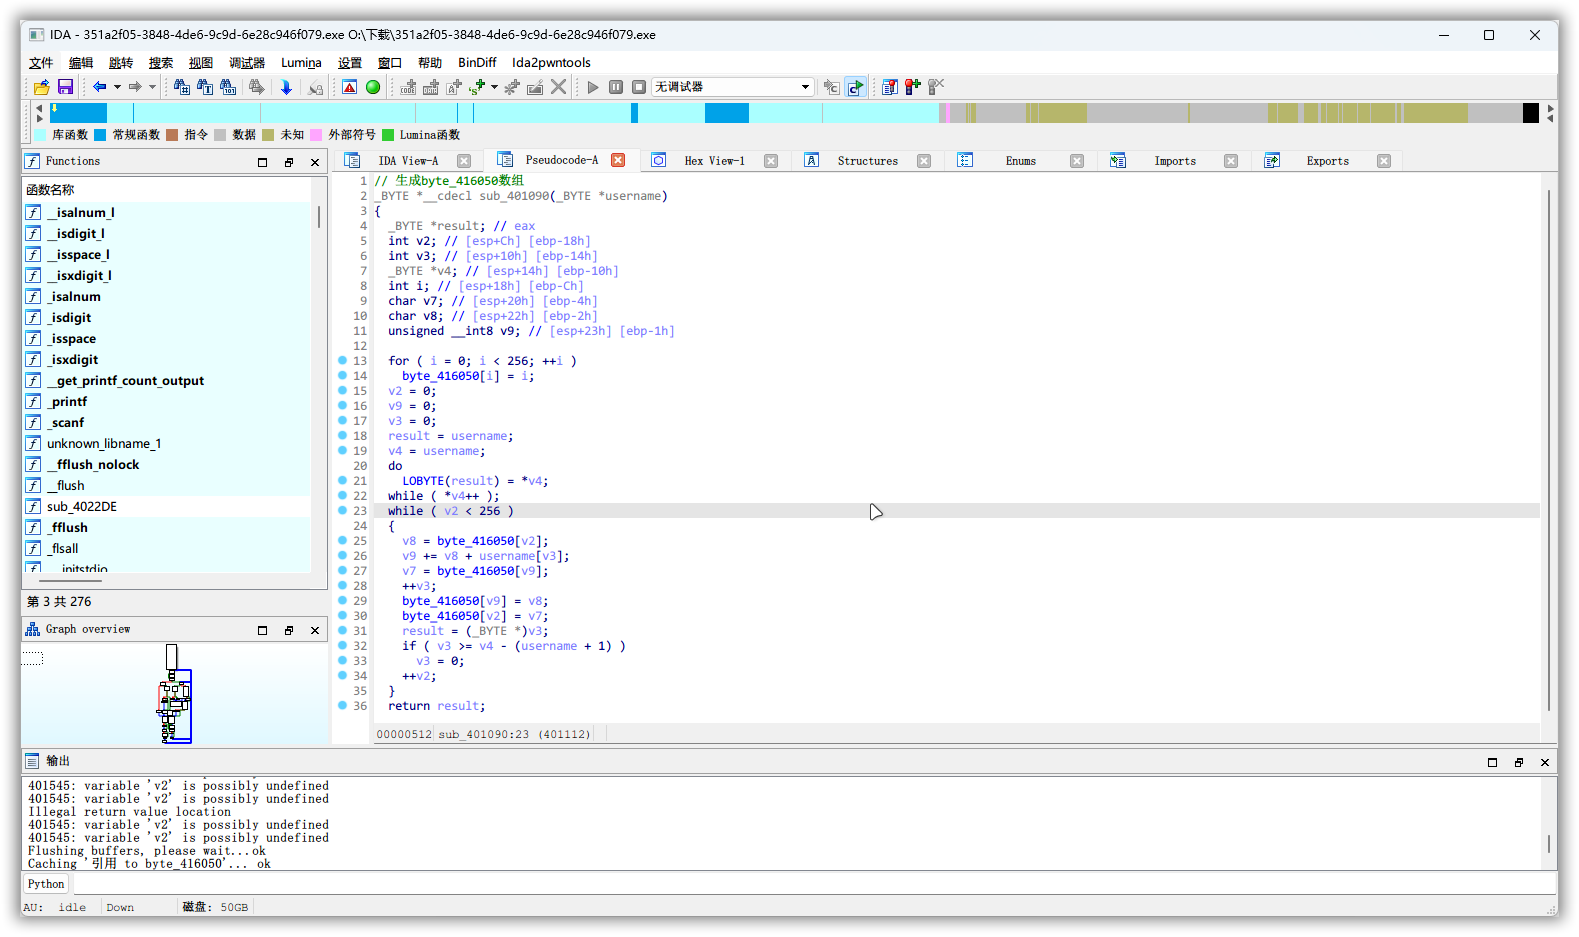 IDA - 351a2f05-3848-4de6-9c9d-6e28c946f079.exe O:\下载\351a2f05-3848-4de6-9c9d-6e28c946f079.exe
文件 编辑 跳转 搜索 视图 调试器 Lumina 设置 窗口 帮助 BinDiff Ida2pwntools
无调试器
库函数 常规函数 指令 数据 未知 外部符号 Lumina函数
Functions
IDA View-A Pseudocode-A Hex View-1 Structures Enums Imports Exports
函数名称
__isalnum_l
__isdigit_l
__isspace_l
__isxdigit_l
_isalnum
_isdigit
_isspace
_isxdigit
__get_printf_count_output
_printf
_scanf
unknown_libname_1
__fflush_nolock
__flush
sub_4022DE
_fflush
_flsall
__initstdio
第 3 共 276
Graph overview
1 // 生成byte_416050数组
2 _BYTE *__cdecl sub_401090(_BYTE *username)
3 {
4 _BYTE *result; // eax
5 int v2; // [esp+Ch] [ebp-18h]
6 int v3; // [esp+10h] [ebp-14h]
7 _BYTE *v4; // [esp+14h] [ebp-10h]
8 int i; // [esp+18h] [ebp-Ch]
9 char v7; // [esp+20h] [ebp-4h]
10 char v8; // [esp+22h] [ebp-2h]
11 unsigned __int8 v9; // [esp+23h] [ebp-1h]
12
13 for ( i = 0; i < 256; ++i )
14 byte_416050[i] = i;
15 v2 = 0;
16 v9 = 0;
17 v3 = 0;
18 result = username;
19 v4 = username;
20 do
21 LOBYTE(result) = *v4;
22 while ( *v4++ );
23 while ( v2 < 256 )
24 {
25 v8 = byte_416050[v2];
26 v9 += v8 + username[v3];
27 v7 = byte_416050[v9];
28 ++v3;
29 byte_416050[v9] = v8;
30 byte_416050[v2] = v7;
31 result = (_BYTE *)v3;
32 if ( v3 >= v4 - (username + 1) )
33 v3 = 0;
34 ++v2;
35 }
36 return result;
00000512 sub_401090:23 (401112)
输出
401545: variable 'v2' is possibly undefined
401545: variable 'v2' is possibly undefined
Illegal return value location
401545: variable 'v2' is possibly undefined
401545: variable 'v2' is possibly undefined
Flushing buffers, please wait...ok
Caching '引用 to byte_416050'... ok
Python
AU: idle Down 磁盘: 50GB